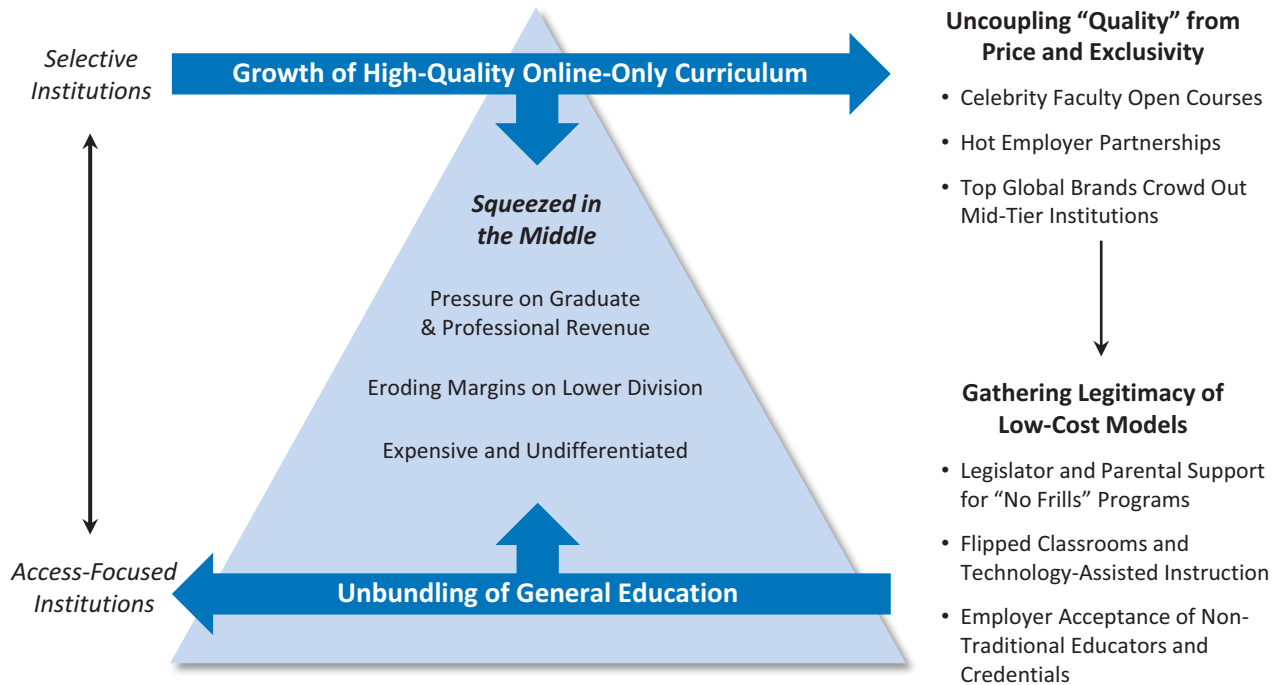 Selective
Institutions
Growth of High-Quality Online-Only Curriculum
Squeezed in
the Middle
Pressure on Graduate
& Professional Revenue
Eroding Margins on Lower Division
Expensive and Undifferentiated
Access-Focused
Institutions
Unbundling of General Education
Uncoupling “Quality” from
Price and Exclusivity
• Celebrity Faculty Open Courses
• Hot Employer Partnerships
• Top Global Brands Crowd Out
Mid-Tier Institutions
Gathering Legitimacy of
Low-Cost Models
• Legislator and Parental Support
for “No Frills” Programs
• Flipped Classrooms and
Technology-Assisted Instruction
• Employer Acceptance of Non-
Traditional Educators and
Credentials